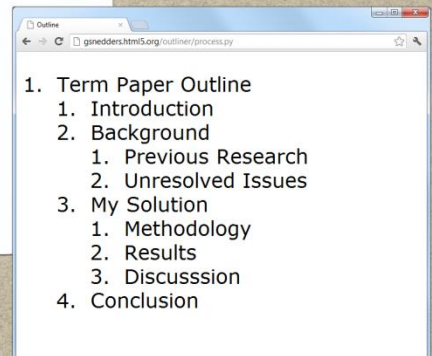 Outline
gsnedders.html5.org/outliner/process.py
1. Term Paper Outline
1. Introduction
2. Background
1. Previous Research
2. Unresolved Issues
3. My Solution
1. Methodology
2. Results
3. Discusssion
4. Conclusion